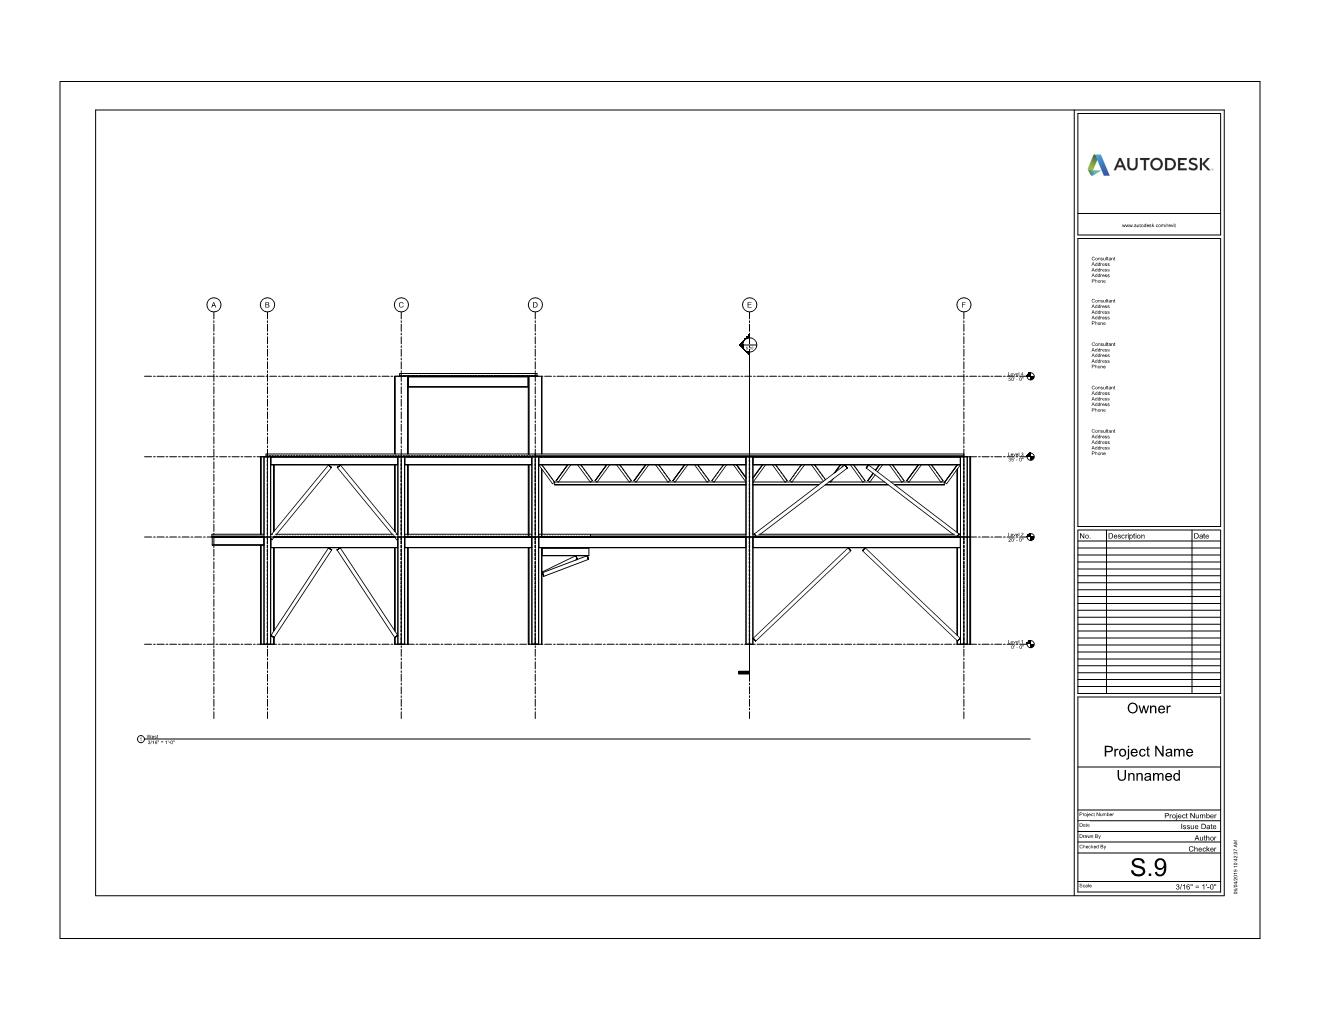 A B C D E F
Level 4
50' - 0"
Level 3
35' - 0"
Level 2
20' - 0"
Level 1
0' - 0"
1
West
3/16" = 1'-0"
AUTODESK
www.autodesk.com/revit
Consultant
Address
Address
Address
Phone
Consultant
Address
Address
Address
Phone
Consultant
Address
Address
Address
Phone
Consultant
Address
Address
Address
Phone
Consultant
Address
Address
Address
Phone
No. Description Date
Owner
Project Name
Unnamed
Project Number Project Number
Date Issue Date
Drawn By Author
Checked By Checker
S.9
Scale 3/16" = 1'-0"